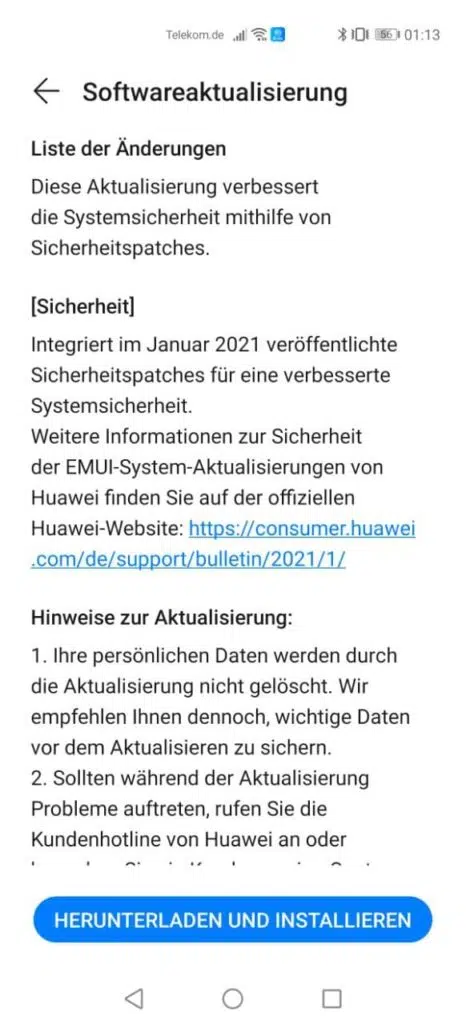 Telekom.de 56 01:13
Softwareaktualisierung
Liste der Änderungen
Diese Aktualisierung verbessert
die Systemsicherheit mithilfe von
Sicherheitspatches.
[Sicherheit]
Integriert im Januar 2021 veröffentlichte
Sicherheitspatches für eine verbesserte
Systemsicherheit.
Weitere Informationen zur Sicherheit
der EMUI-System-Aktualisierungen von
Huawei finden Sie auf der offiziellen
Huawei-Website: https://consumer.huawei
.com/de/support/bulletin/2021/1/
Hinweise zur Aktualisierung:
1. Ihre persönlichen Daten werden durch
die Aktualisierung nicht gelöscht. Wir
empfehlen Ihnen dennoch, wichtige Daten
vor dem Aktualisieren zu sichern.
2. Sollten während der Aktualisierung
Probleme auftreten, rufen Sie die
Kundenhotline von Huawei an oder
HERUNTERLADEN UND INSTALLIEREN